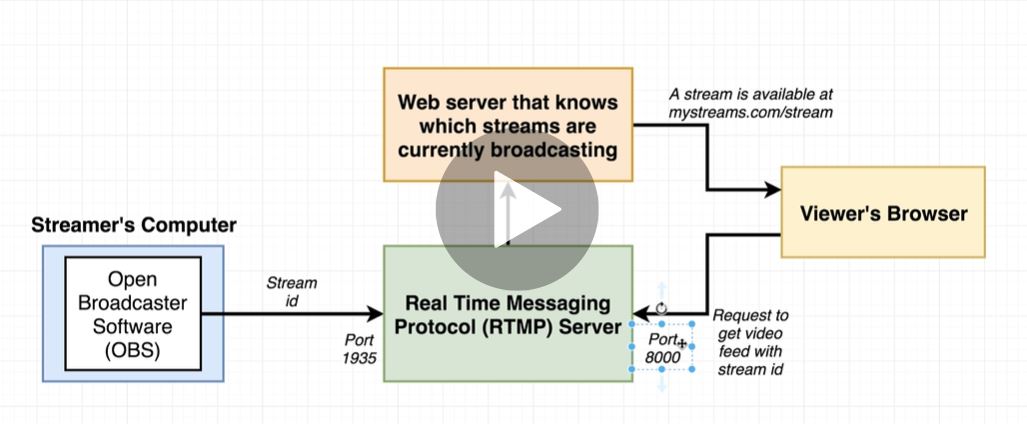 Web server that knows
which streams are
currently broadcasting
A stream is available at
mystreams.com/stream
Viewer's Browser
Streamer's Computer
Open
Broadcaster
Software
(OBS)
Stream
id
Port
1935
Real Time Messaging
Protocol (RTMP) Server
Port
8000
Request to
get video
feed with
stream id